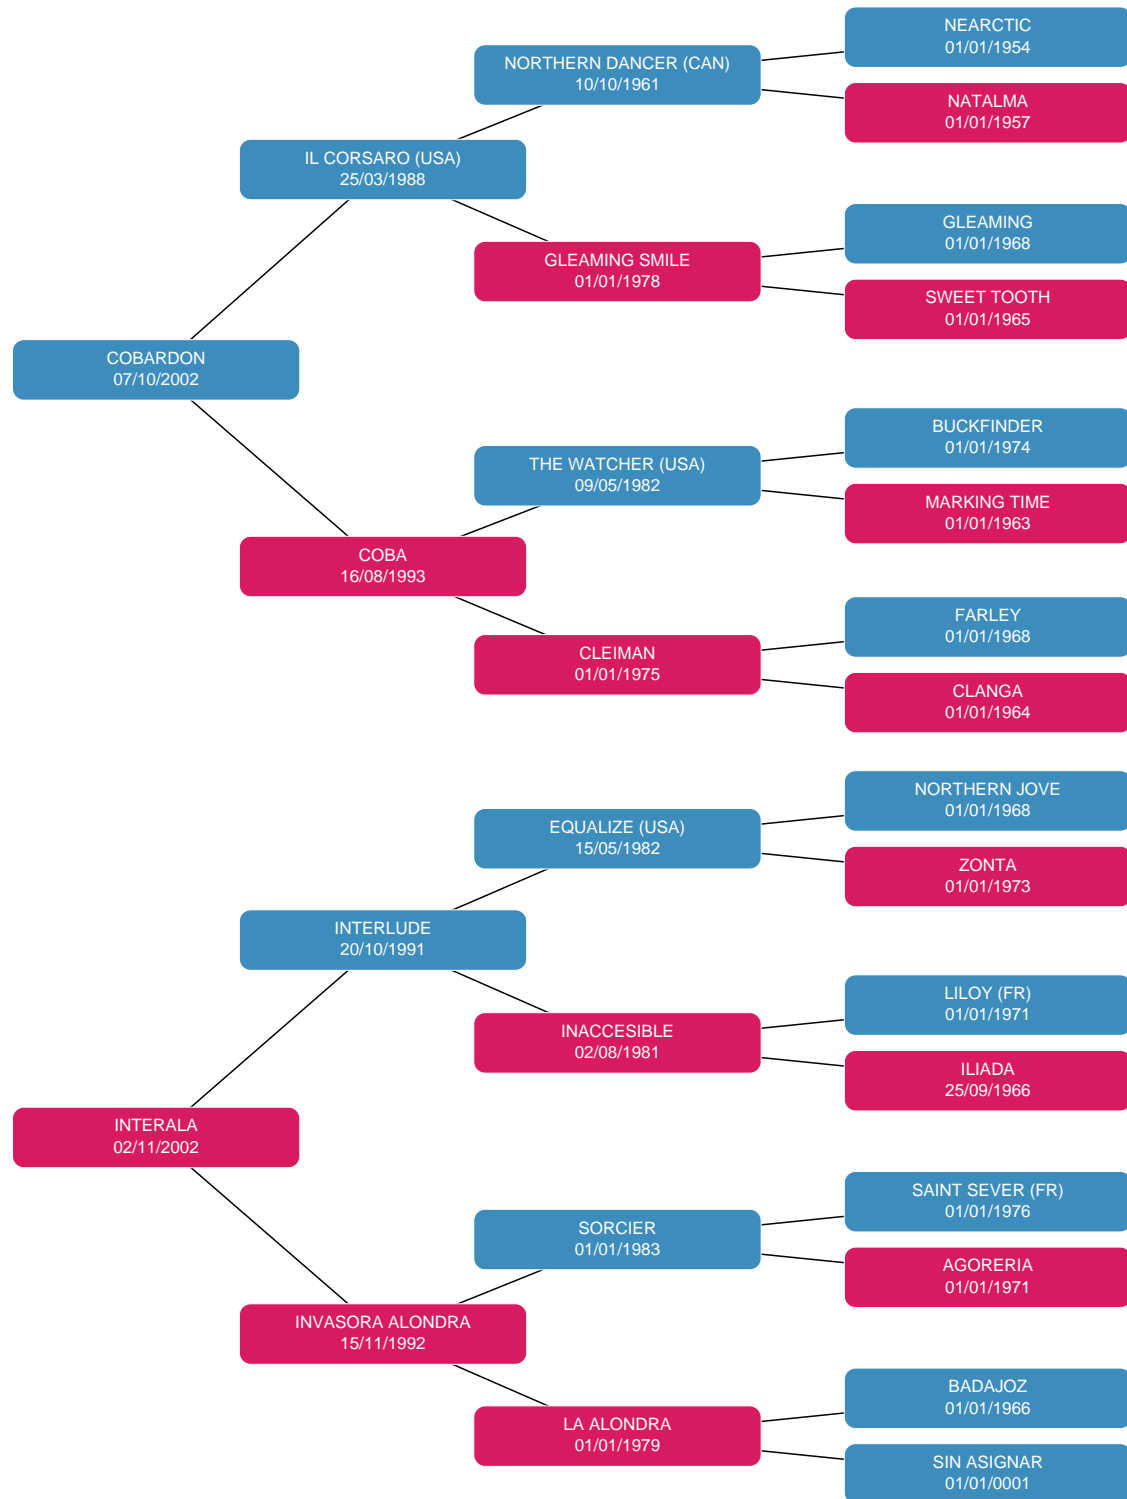 NEARCTIC
01/01/1954
NORTHERN DANCER (CAN)
10/10/1961
NATALMA
01/01/1957
IL CORSARO (USA)
25/03/1988
GLEAMING
01/01/1968
GLEAMING SMILE
01/01/1978
SWEET TOOTH
01/01/1965
COBARDON
07/10/2002
BUCKFINDER
01/01/1974
THE WATCHER (USA)
09/05/1982
MARKING TIME
01/01/1963
COBA
16/08/1993
FARLEY
01/01/1968
CLEIMAN
01/01/1975
CLANGA
01/01/1964
NORTHERN JOVE
01/01/1968
EQUALIZE (USA)
15/05/1982
ZONTA
01/01/1973
INTERLUDE
20/10/1991
LILOY (FR)
01/01/1971
INACCESIBLE
02/08/1981
ILIADA
25/09/1966
INTERALA
02/11/2002
SAINT SEVER (FR)
01/01/1976
SORCIER
01/01/1983
AGORERIA
01/01/1971
INVASORA ALONDRA
15/11/1992
BADAJOZ
01/01/1966
LA ALONDRA
01/01/1979
SIN ASIGNAR
01/01/0001